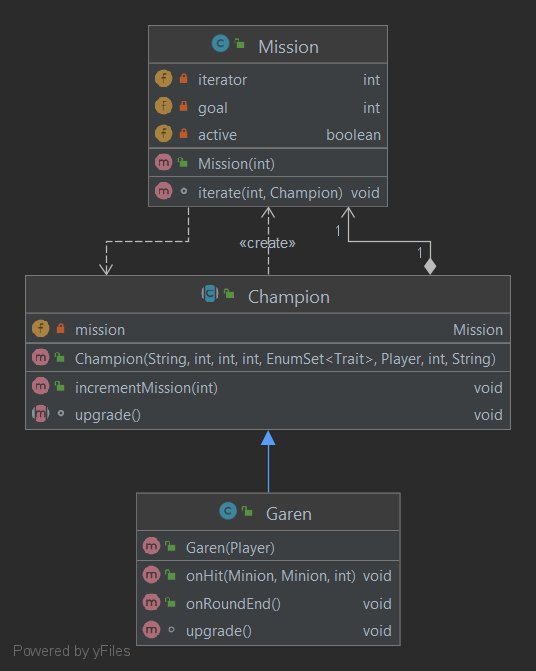 Mission
iterator int
goal int
active boolean
Mission(int)
iterate(int, Champion) void
«create»
1
1
Champion
mission Mission
Champion(String, int, int, int, EnumSet<Trait>, Player, int, String)
incrementMission(int) void
upgrade() void
Garen
Garen(Player)
onHit(Minion, Minion, int) void
onRoundEnd() void
upgrade() void
Powered by yFiles